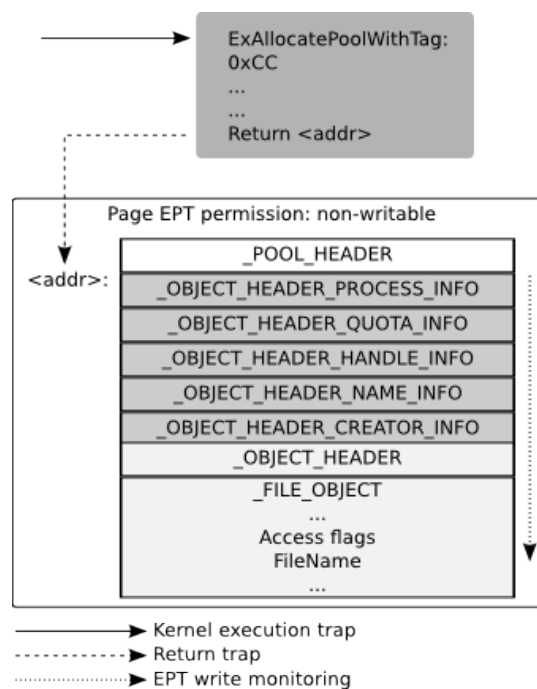 ExAllocatePoolWithTag:
0xCC
...
...
Return <addr>
Page EPT permission: non-writable
_POOL_HEADER
<addr>:
_OBJECT_HEADER_PROCESS_INFO
_OBJECT_HEADER_QUOTA_INFO
_OBJECT_HEADER_HANDLE_INFO
_OBJECT_HEADER_NAME_INFO
_OBJECT_HEADER_CREATOR_INFO
_OBJECT_HEADER
_FILE_OBJECT
...
Access flags
FileName
...
Kernel execution trap
Return trap
EPT write monitoring